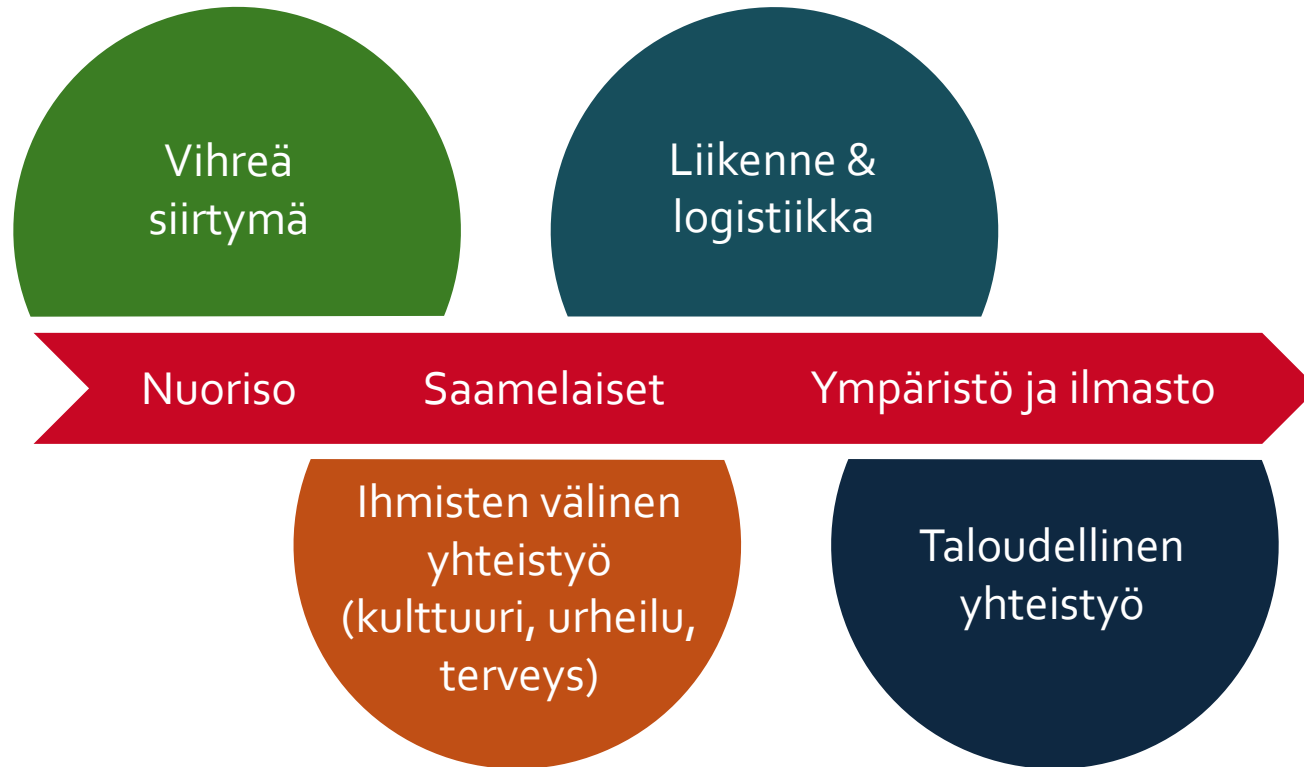 Vihreä
siirtymä
Liikenne &
logistiikka
Nuoriso
Saamelaiset
Ympäristö ja ilmasto
Ihmisten välinen
yhteistyö
(kulttuuri, urheilu,
terveys)
Taloudellinen
yhteistyö